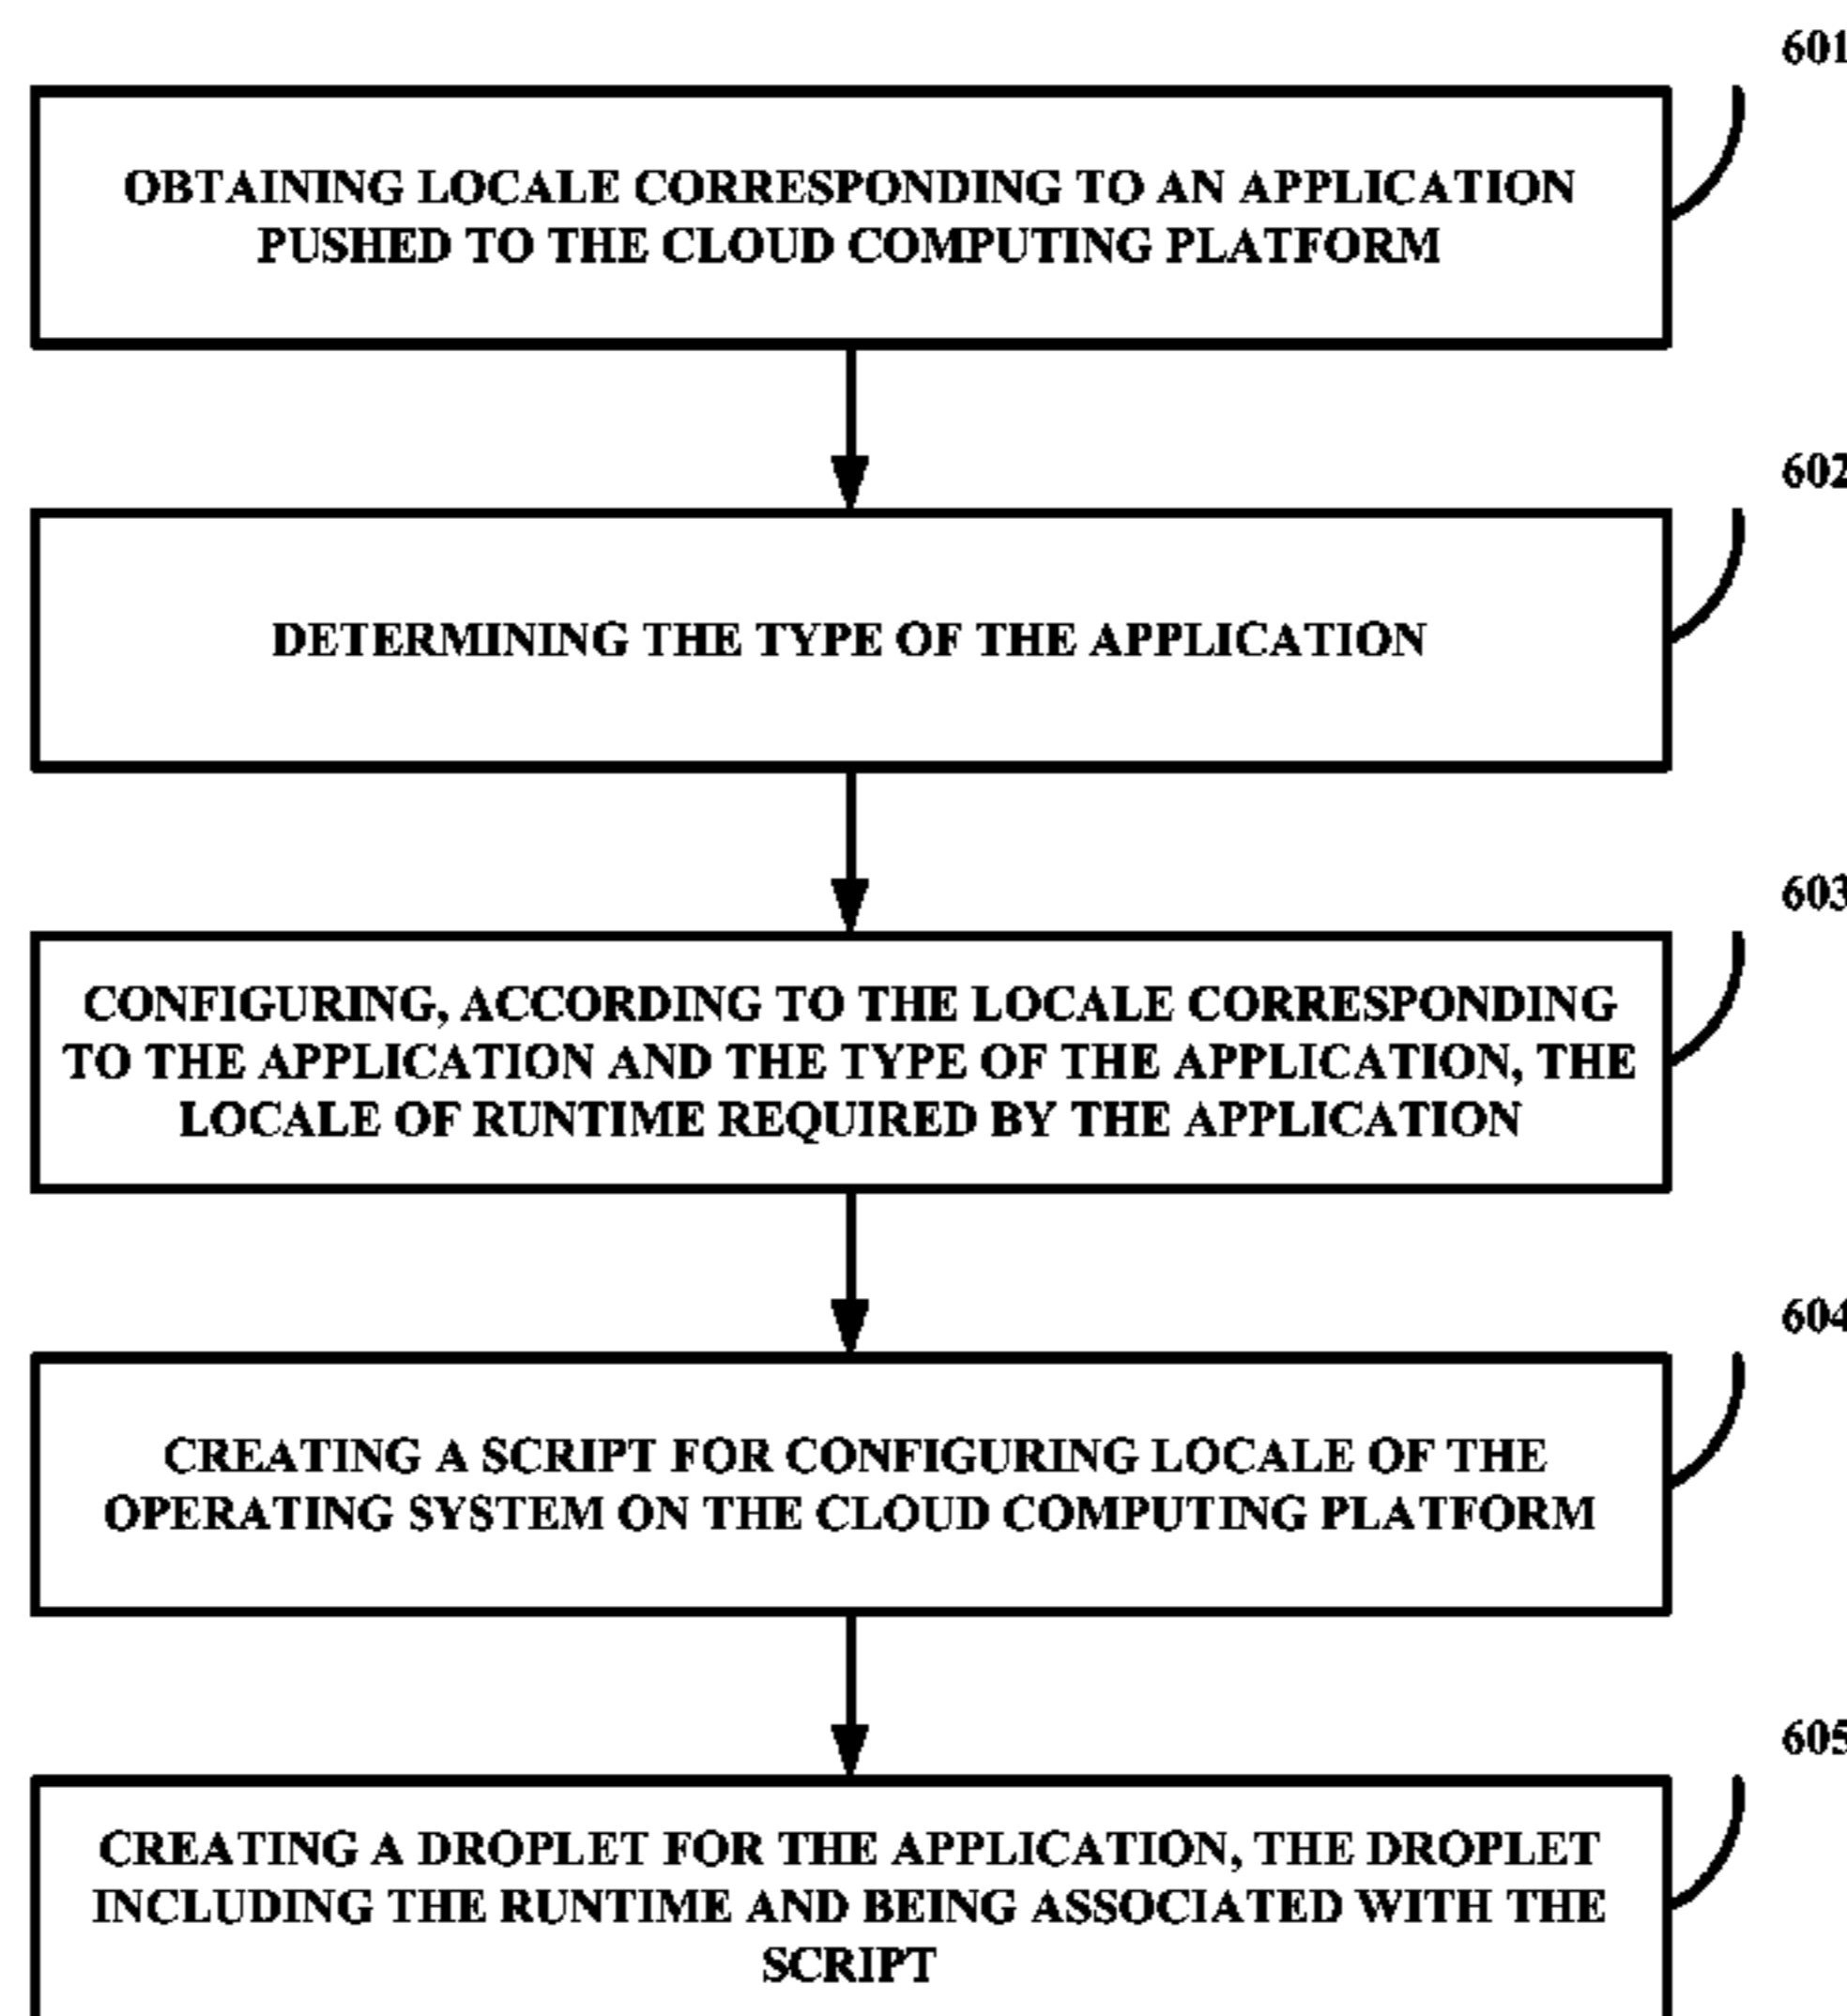 601
OBTAINING LOCALE CORRESPONDING TO AN APPLICATION
PUSHED TO THE CLOUD COMPUTING PLATFORM
602
DETERMINING THE TYPE OF THE APPLICATION
603
CONFIGURING, ACCORDING TO THE LOCALE CORRESPONDING
TO THE APPLICATION AND THE TYPE OF THE APPLICATION, THE
LOCALE OF RUNTIME REQUIRED BY THE APPLICATION
604
CREATING A SCRIPT FOR CONFIGURING LOCALE OF THE
OPERATING SYSTEM ON THE CLOUD COMPUTING PLATFORM
605
CREATING A DROPLET FOR THE APPLICATION, THE DROPLET
INCLUDING THE RUNTIME AND BEING ASSOCIATED WITH THE
SCRIPT